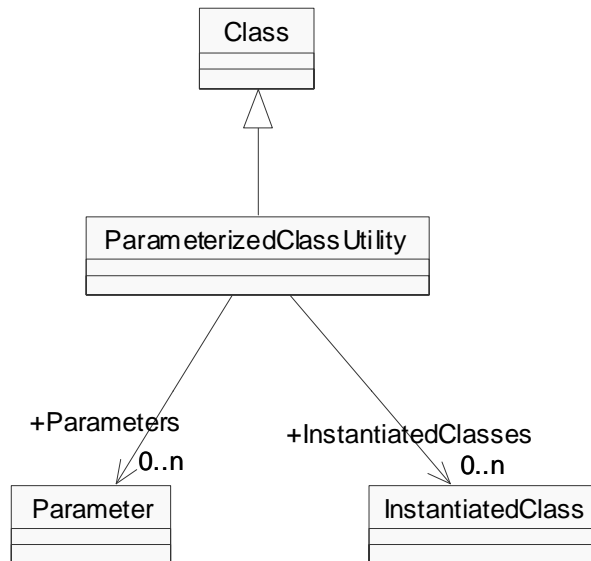 Class
ParameterizedClassUtility
+Parameters
+InstantiatedClasses
0..n
0..n
Parameter
InstantiatedClass